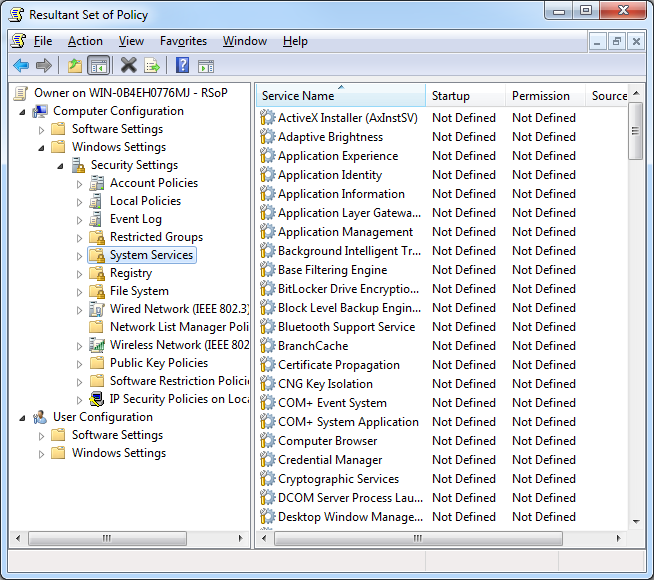 Resultant Set of Policy
File Action View Favorites Window Help
Owner on WIN-0B4EH0776MJ - RSoP
Computer Configuration
Software Settings
Windows Settings
Security Settings
Account Policies
Local Policies
Event Log
Restricted Groups
System Services
Registry
File System
Wired Network (IEEE 802.3)
Network List Manager Poli
Wireless Network (IEEE 802
Public Key Policies
Software Restriction Policie
IP Security Policies on Loca
User Configuration
Software Settings
Windows Settings
Service Name Startup Permission Source
ActiveX Installer (AxInstSV) Not Defined Not Defined
Adaptive Brightness Not Defined Not Defined
Application Experience Not Defined Not Defined
Application Identity Not Defined Not Defined
Application Information Not Defined Not Defined
Application Layer Gatewa... Not Defined Not Defined
Application Management Not Defined Not Defined
Background Intelligent Tr... Not Defined Not Defined
Base Filtering Engine Not Defined Not Defined
BitLocker Drive Encryptio... Not Defined Not Defined
Block Level Backup Engin... Not Defined Not Defined
Bluetooth Support Service Not Defined Not Defined
BranchCache Not Defined Not Defined
Certificate Propagation Not Defined Not Defined
CNG Key Isolation Not Defined Not Defined
COM+ Event System Not Defined Not Defined
COM+ System Application Not Defined Not Defined
Computer Browser Not Defined Not Defined
Credential Manager Not Defined Not Defined
Cryptographic Services Not Defined Not Defined
DCOM Server Process Lau... Not Defined Not Defined
Desktop Window Manage... Not Defined Not Defined